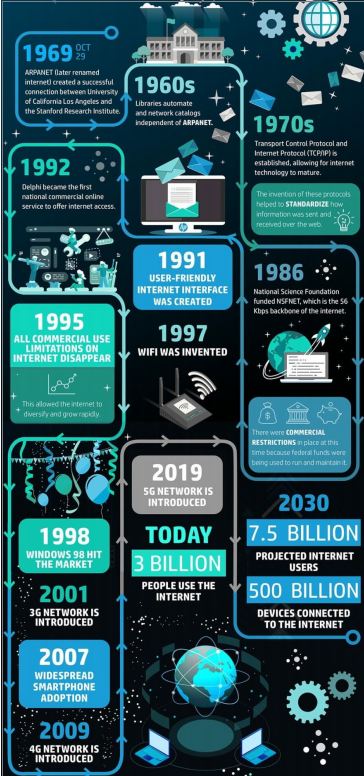 1969 OCT 29
ARPANET (later renamed
internet) created a successful
connection between University
of California Los Angeles and
the Stanford Research Institute.
1960s
Libraries automate
and network catalogs
independent of ARPANET.
1970s
Transport Control Protocol and
Internet Protocol (TCP/IP) is
established, allowing for internet
technology to mature.
The invention of these protocols
helped to STANDARDIZE how
information was sent and
received over the web.
1992
Delphi became the first
national commercial online
service to offer internet access.
hp
1991
USER-FRIENDLY
INTERNET INTERFACE
WAS CREATED
1986
National Science Foundation
funded NSFNET, which is the 56
Kbps backbone of the internet.
There were COMMERCIAL
RESTRICTIONS in place at this
time because federal funds were
being used to run and maintain it.
1995
ALL COMMERCIAL USE
LIMITATIONS ON
INTERNET DISAPPEAR
This allowed the internet to
diversify and grow rapidly.
1997
WIFI WAS INVENTED
1998
WINDOWS 98 HIT
THE MARKET
2001
3G NETWORK IS
INTRODUCED
2007
WIDESPREAD
SMARTPHONE
ADOPTION
2009
4G NETWORK IS
INTRODUCED
2019
5G NETWORK IS
INTRODUCED
TODAY
3 BILLION
PEOPLE USE THE
INTERNET
2030
7.5 BILLION
PROJECTED INTERNET
USERS
500 BILLION
DEVICES CONNECTED
TO THE INTERNET